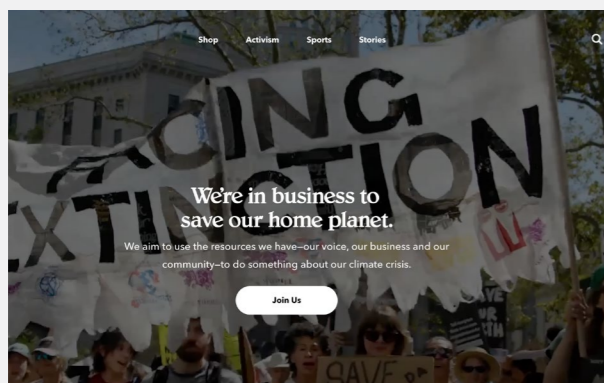 Shop Activism Sports Stories
FACING
EXTINCTION
We're in business to
save our home planet.
We aim to use the resources we have—our voice, our business and our
community—to do something about our climate crisis.
Join Us
SAVE